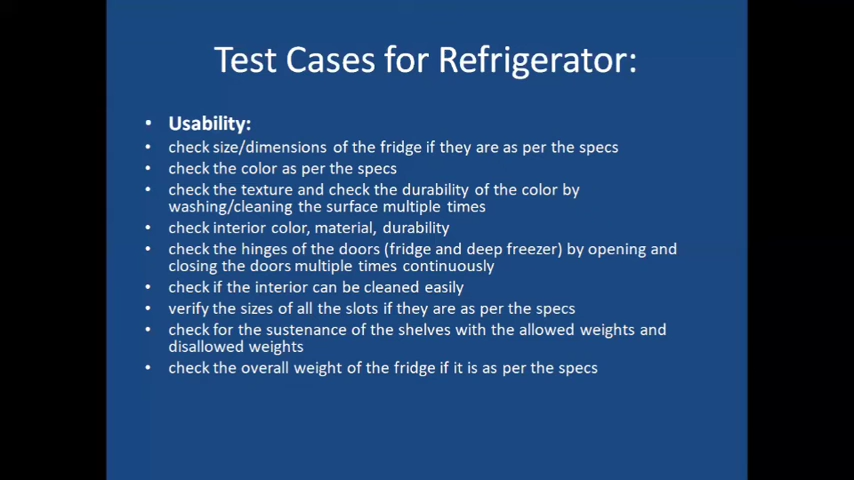 Test Cases for Refrigerator:
• Usability:
• check size/dimensions of the fridge if they are as per the specs
• check the color as per the specs
• check the texture and check the durability of the color by
washing/cleaning the surface multiple times
• check interior color, material, durability
• check the hinges of the doors (fridge and deep freezer) by opening and
closing the doors multiple times continuously
• check if the interior can be cleaned easily
• verify the sizes of all the slots if they are as per the specs
• check for the sustenance of the shelves with the allowed weights and
disallowed weights
• check the overall weight of the fridge if it is as per the specs